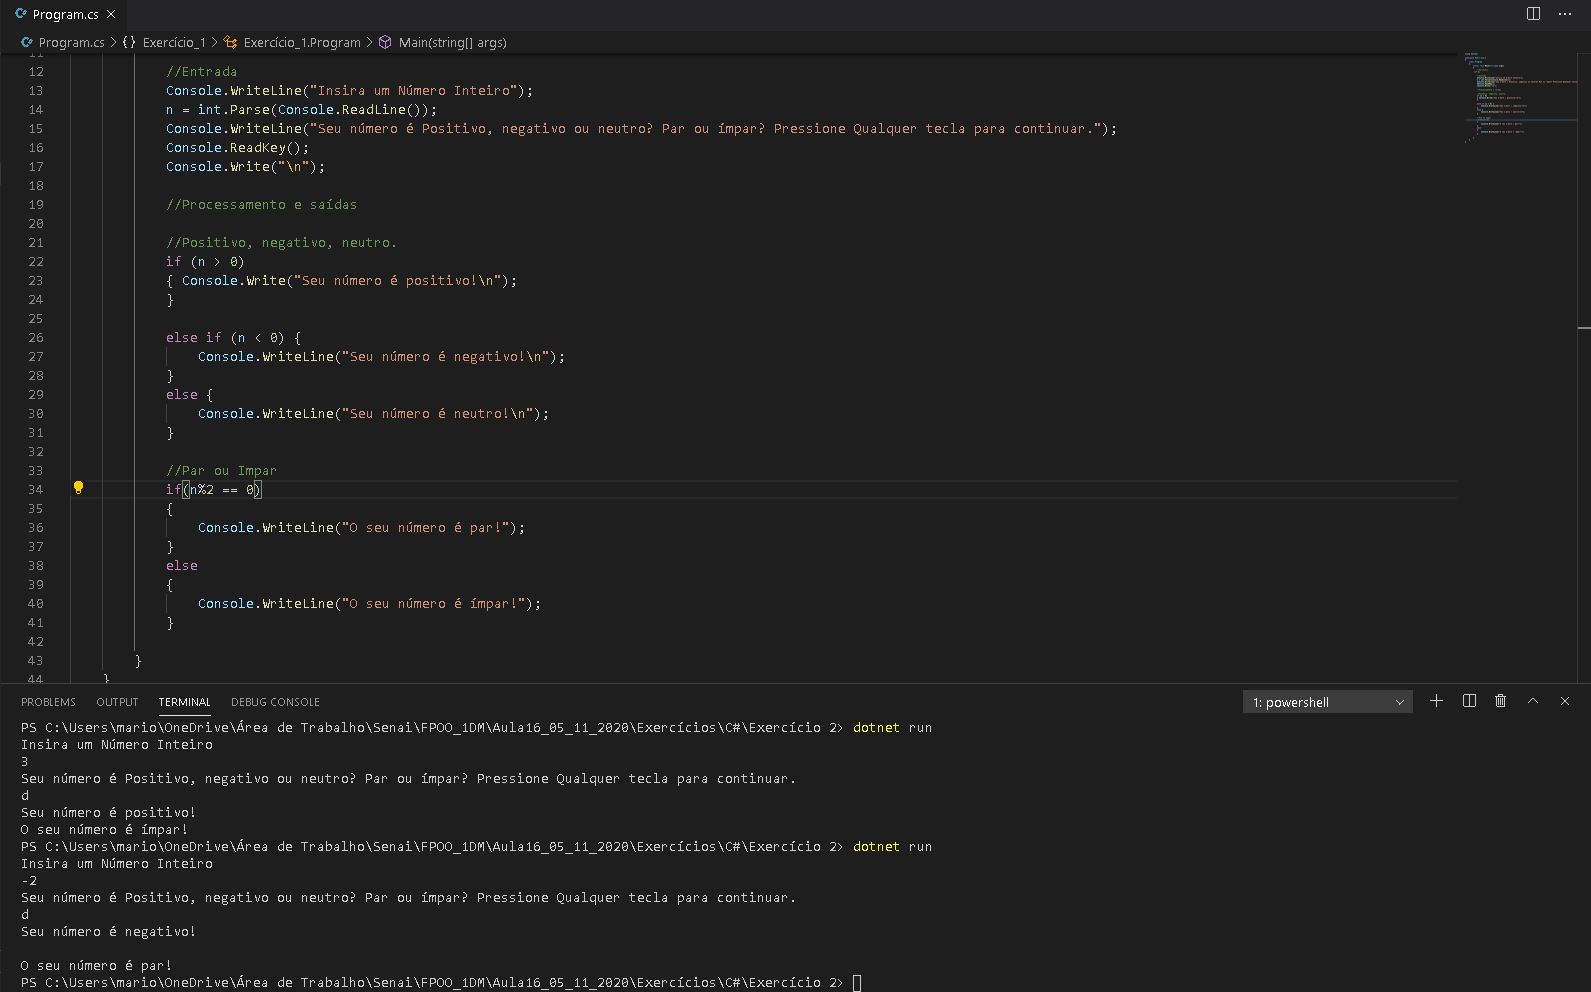 Program.cs
Program.cs > {} Exercício_1 > Exercício_1.Program > Main(string[] args)
11
12 //Entrada
13 Console.WriteLine("Insira um Número Inteiro");
14 n = int.Parse(Console.ReadLine());
15 Console.WriteLine("Seu número é Positivo, negativo ou neutro? Par ou ímpar? Pressione Qualquer tecla para continuar.");
16 Console.ReadKey();
17 Console.Write("\n");
18
19 //Processamento e saídas
20
21 //Positivo, negativo, neutro.
22 if (n > 0)
23 { Console.Write("Seu número é positivo!\n");
24 }
25
26 else if (n < 0) {
27 Console.WriteLine("Seu número é negativo!\n");
28 }
29 else {
30 Console.WriteLine("Seu número é neutro!\n");
31 }
32
33 //Par ou Impar
34 if(n%2 == 0)
35 {
36 Console.WriteLine("O seu número é par!");
37 }
38 else
39 {
40 Console.WriteLine("O seu número é ímpar!");
41 }
42
43 }
44 }
PROBLEMS OUTPUT TERMINAL DEBUG CONSOLE 1: powershell
PS C:\Users\mario\OneDrive\Área de Trabalho\Senai\FPOO_1DM\Aula16_05_11_2020\Exercícios\C#\Exercício 2> dotnet run
Insira um Número Inteiro
3
Seu número é Positivo, negativo ou neutro? Par ou ímpar? Pressione Qualquer tecla para continuar.
d
Seu número é positivo!
O seu número é ímpar!
PS C:\Users\mario\OneDrive\Área de Trabalho\Senai\FPOO_1DM\Aula16_05_11_2020\Exercícios\C#\Exercício 2> dotnet run
Insira um Número Inteiro
-2
Seu número é Positivo, negativo ou neutro? Par ou ímpar? Pressione Qualquer tecla para continuar.
d
Seu número é negativo!
O seu número é par!
PS C:\Users\mario\OneDrive\Área de Trabalho\Senai\FPOO_1DM\Aula16_05_11_2020\Exercícios\C#\Exercício 2>